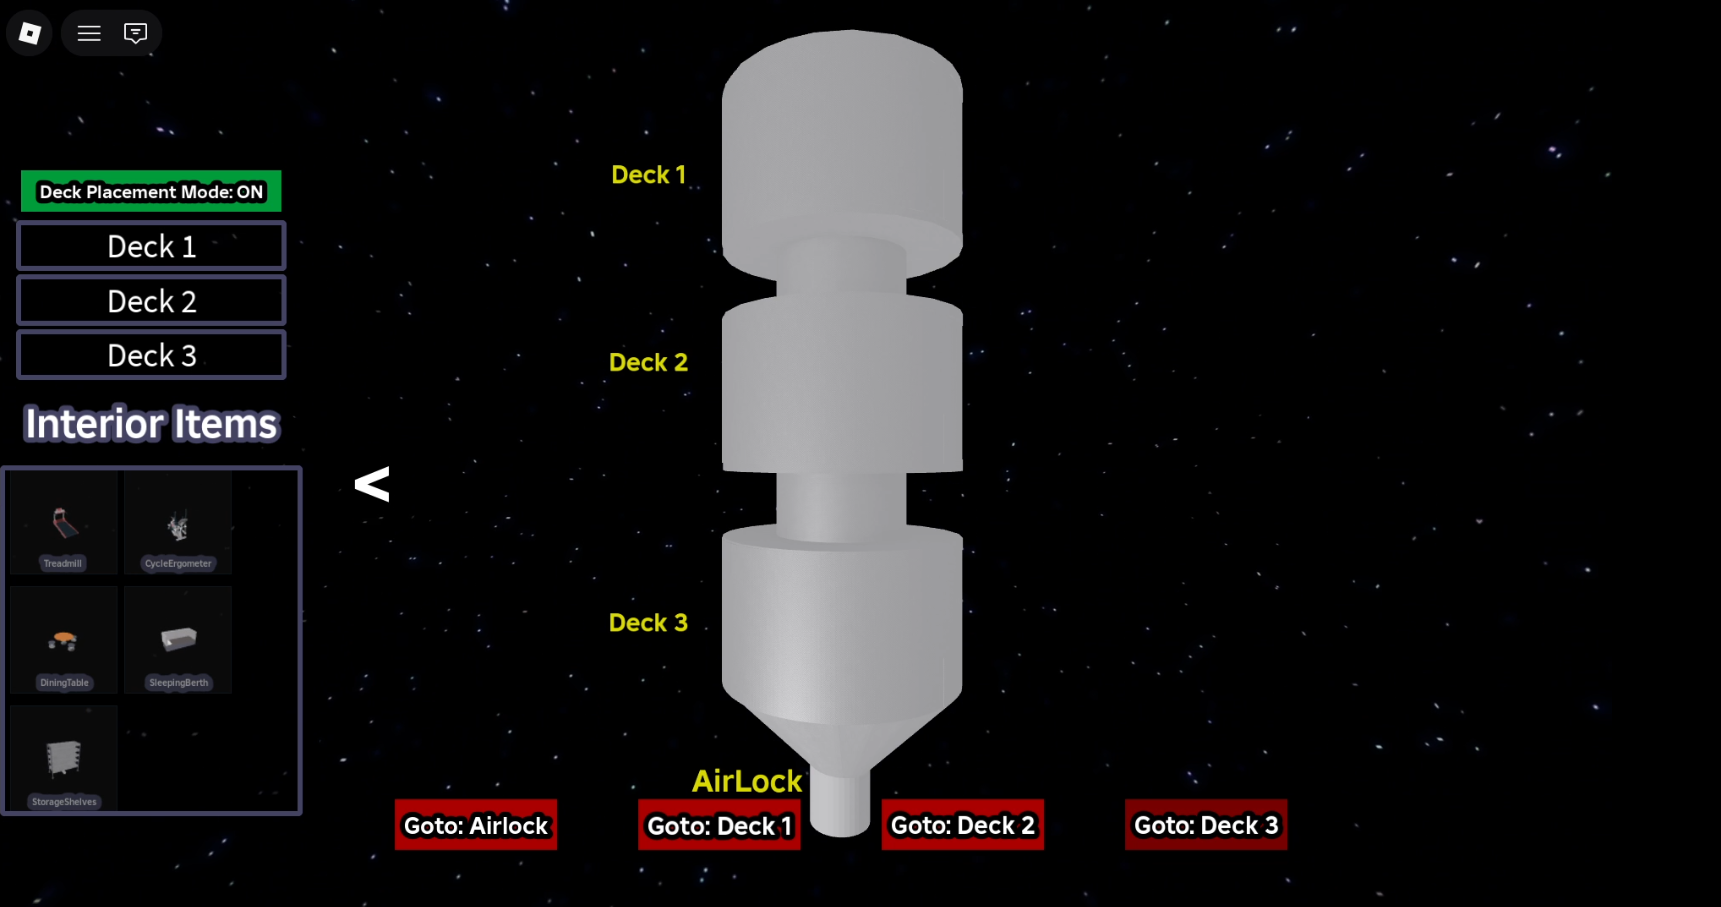 Deck Placement Mode: ON
Deck 1
Deck 2
Deck 3
Interior Items
Treadmill
CycleErgometer
DiningTable
SleepingBerth
StorageShelves
<
Deck 1
Deck 2
Deck 3
AirLock
Goto: Airlock
Goto: Deck 1
Goto: Deck 2
Goto: Deck 3